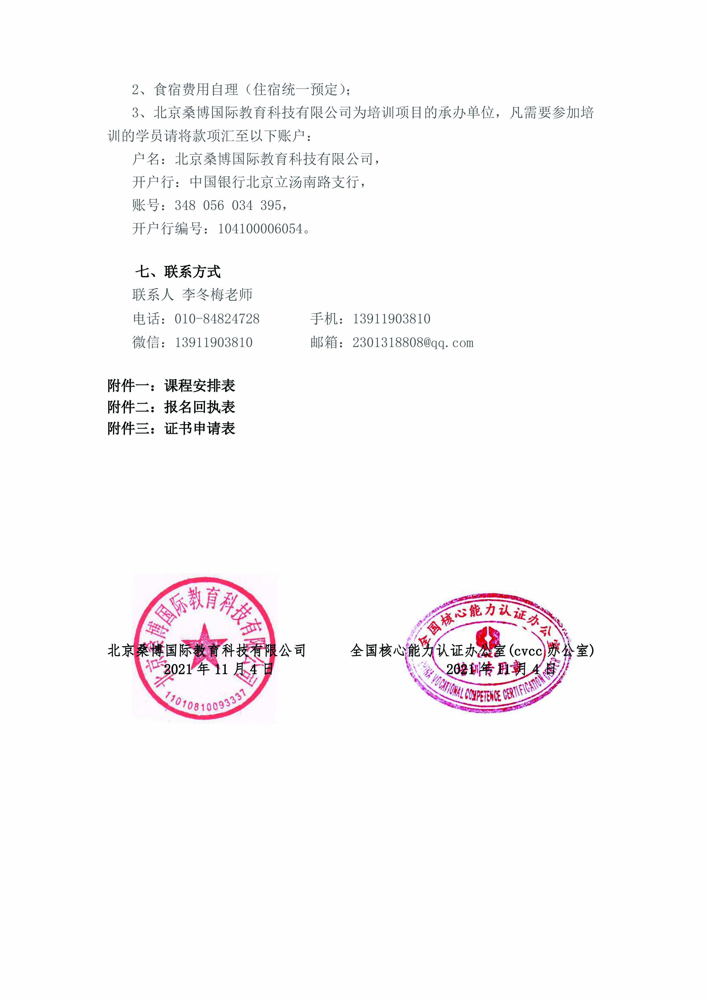 2、食宿费用自理（住宿统一预定）；
3、北京桑博国际教育科技有限公司为培训项目的承办单位，凡需要参加培
训的学员请将款项汇至以下账户：
户名：北京桑博国际教育科技有限公司，
开户行：中国银行北京立汤南路支行，
账号：348 056 034 395，
开户行编号：104100006054。
七、联系方式
联系人 李冬梅老师
电话：010-84824728 手机：13911903810
微信：13911903810 邮箱：2301318808@qq.com
附件一：课程安排表
附件二：报名回执表
附件三：证书申请表
北京桑博国际教育科技有限公司
1101081009３337
全国核心能力认证办公室
CVCC
培训专用章
CHINA VOCATIONAL COMPETENCE CERTIFICATION CENTER
北京桑博国际教育科技有限公司 全国核心能力认证办公室(cvcc 办公室)
2021 年 11 月 4 日 2021 年 11 月 4 日